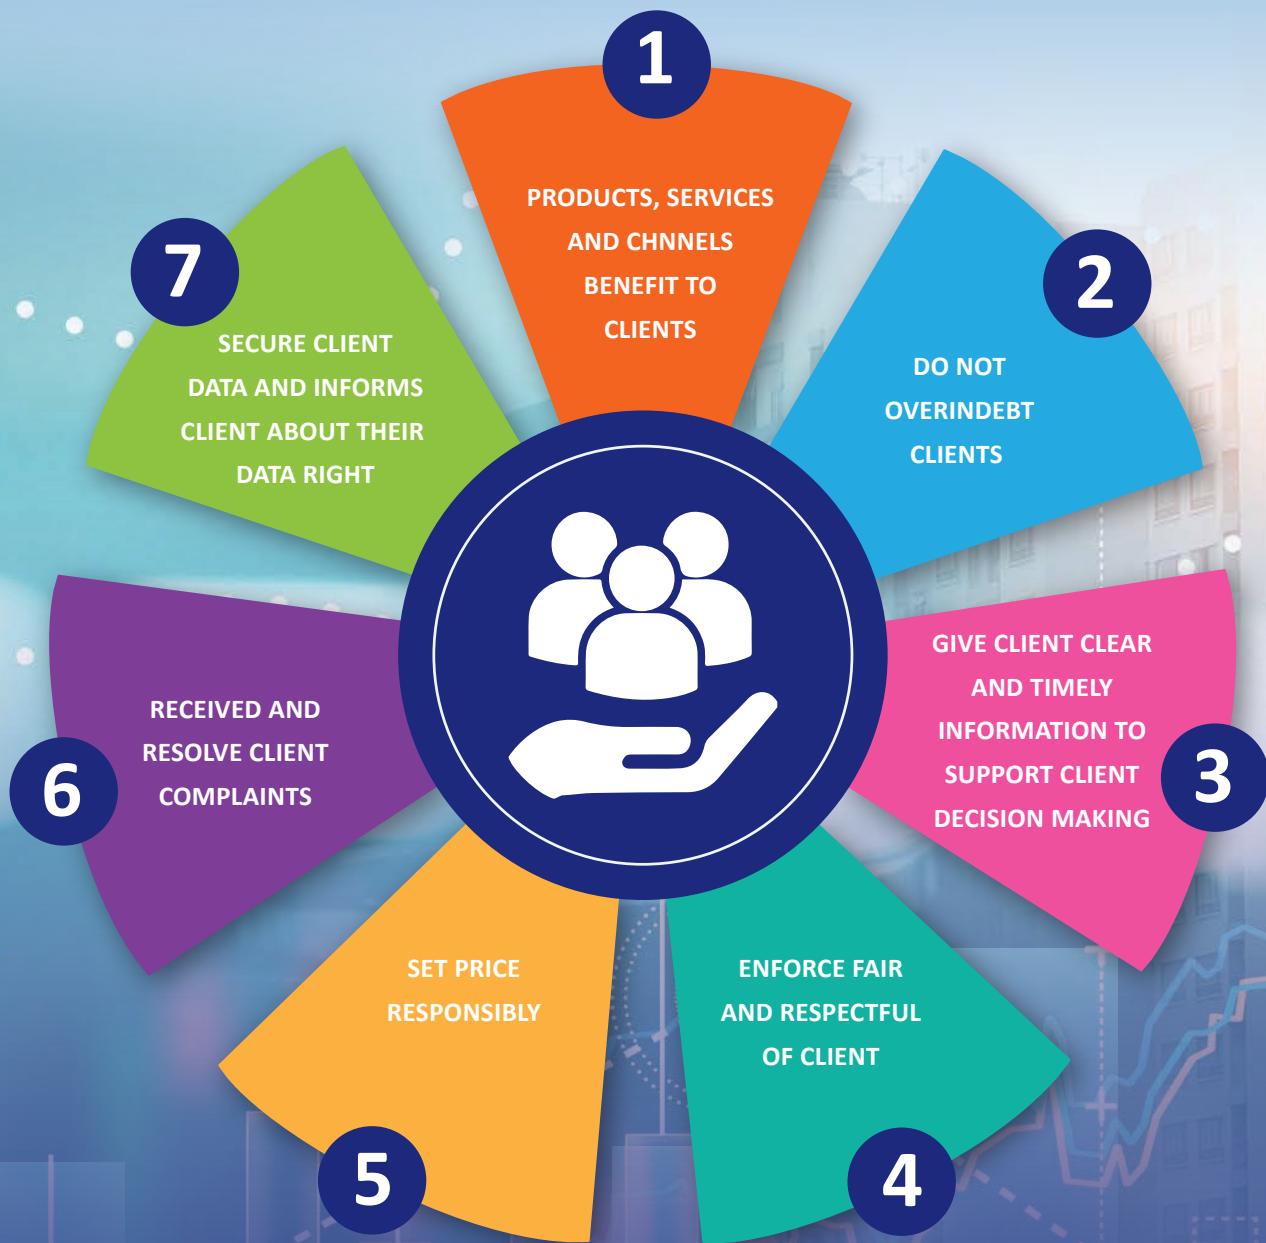 1
PRODUCTS, SERVICES
AND CHNNELS
BENEFIT TO
CLIENTS
2
DO NOT
OVERINDEBT
CLIENTS
3
GIVE CLIENT CLEAR
AND TIMELY
INFORMATION TO
SUPPORT CLIENT
DECISION MAKING
4
ENFORCE FAIR
AND RESPECTFUL
OF CLIENT
5
SET PRICE
RESPONSIBLY
6
RECEIVED AND
RESOLVE CLIENT
COMPLAINTS
7
SECURE CLIENT
DATA AND INFORMS
CLIENT ABOUT THEIR
DATA RIGHT